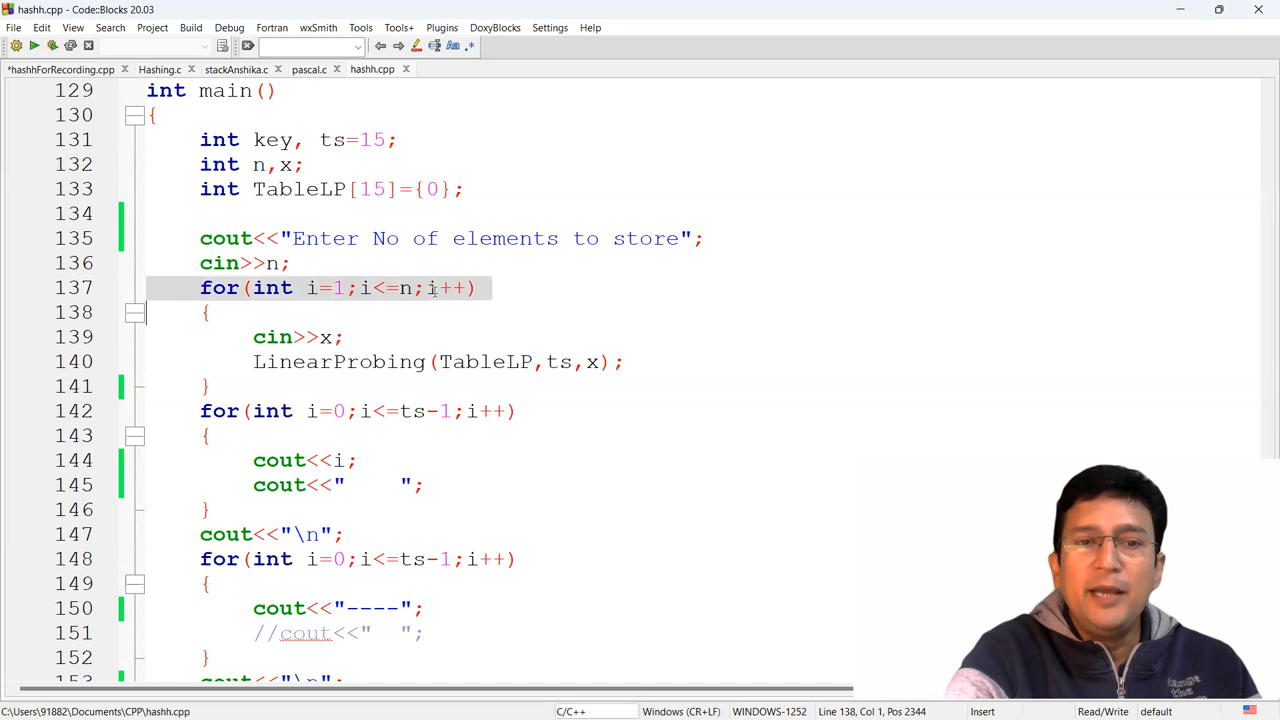 hashh.cpp - Code::Blocks 20.03
File Edit View Search Project Build Debug Fortran wxSmith Tools Tools+ Plugins DoxyBlocks Settings Help
*hashhForRecording.cpp Hashing.c stackAnshika.c pascal.c hashh.cpp
129 int main()
130 {
131 int key, ts=15;
132 int n,x;
133 int TableLP[15]={0};
134
135 cout<<"Enter No of elements to store";
136 cin>>n;
137 for(int i=1;i<=n;i++)
138 {
139 cin>>x;
140 LinearProbing(TableLP,ts,x);
141 }
142 for(int i=0;i<=ts-1;i++)
143 {
144 cout<<i;
145 cout<<"    ";
146 }
147 cout<<"\n";
148 for(int i=0;i<=ts-1;i++)
149 {
150 cout<<"----";
151 //cout<<"  ";
152 }
153 cout<<"\n";
C:\Users\91882\Documents\CPP\hashh.cpp C/C++ Windows (CR+LF) WINDOWS-1252 Line 138, Col 1, Pos 2344 Insert Read/Write default